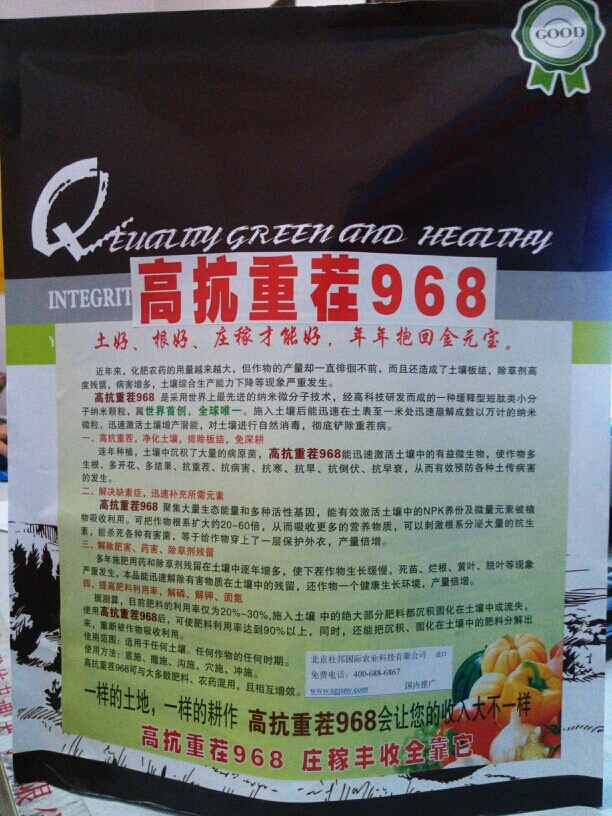 GOOD
QEUALITY GREEN AND HEALTHY
INTEGRIT
高抗重茬968
土好、根好、庄稼才能好，年年抱回金元宝。
近年来，化肥农药的用量越来越大，但作物的产量却一直徘徊不前，而且还造成了土壤板结，除草剂高
度残留，病害增多，土壤综合生产能力下降等现象严重发生。
高抗重茬968 是采用世界上最先进的纳米微分子技术，经高科技研发而成的一种缓释型短肽类小分
子纳米颗粒，属世界首创，全球唯一。施入土壤后能迅速在土表至一米处迅速崩解成数以万计的纳米
微粒，迅速激活土壤增产潜能，对土壤进行自然消毒，彻底铲除重茬病。
一、高抗重茬，净化土壤，排除板结，免深耕
连年种植，土壤中沉积了大量的病原菌，高抗重茬968能迅速激活土壤中的有益微生物，使作物多
生根、多开花、多结果、抗重茬、抗病害、抗寒、抗旱、抗倒伏、抗早衰，从而有效预防各种土传病害
的发生。
二、解决缺素症，迅速补充所需元素
高抗重茬968 聚集大量生态能量和多种活性基因，能有效激活土壤中的NPK养份及微量元素被植
物吸收利用。可把作物根系扩大约20-60倍，从而吸收更多的营养物质，可以刺激根系分泌大量的抗生
素，能杀死各种有害菌，等于给作物穿上了一层保护外衣，产量倍增。
三、解除肥害、药害、除草剂残留
多年施肥用药和除草剂残留在土壤中逐年增多，使下茬作物生长缓慢，死苗、烂根、黄叶、脱叶等现象
严重发生，本品能迅速解除有害物质在土壤中的残留，还作物一个健康生长环境，产量倍增。
四、提高肥料利用率，解磷、解钾、固氮
据测算，目前肥料的利用率仅为20%-30%,施入土壤 中的绝大部分肥料都沉积固化在土壤中或流失，
使用高抗重茬968后，可使肥料利用率达到90%以上，同时，还能把沉积、固化在土壤中的肥料分解出
来，重新被作物吸收利用。
使用范围：适用于任何土壤。任何作物的任何时期。
使用方法：底施、撒施、沟施、穴施、冲施。
高抗重茬968可与大多数肥料、农药混用，且相互增效。
北京杜邦国际农业科技有限公司 进口
免费电话：400-688-6867
www.sgjsny.com 国内推广
一样的土地，一样的耕作 高抗重茬968会让您的收入大不一样
高抗重茬968 庄稼丰收全靠它